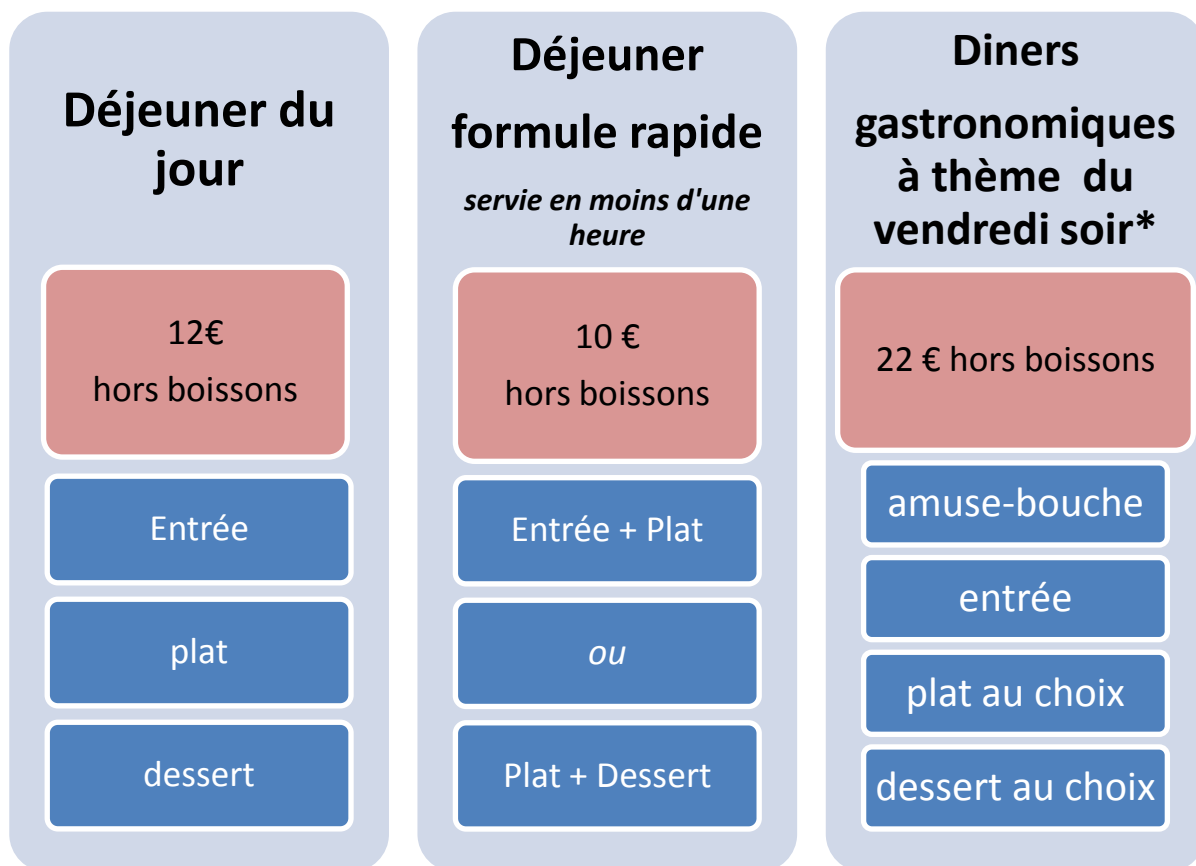 Déjeuner du
jour
12€
hors boissons
Entrée
plat
dessert
Déjeuner
formule rapide
servie en moins d'une
heure
10 €
hors boissons
Entrée + Plat
ou
Plat + Dessert
Diners
gastronomiques
à thème du
vendredi soir*
22 € hors boissons
amuse-bouche
entrée
plat au choix
dessert au choix